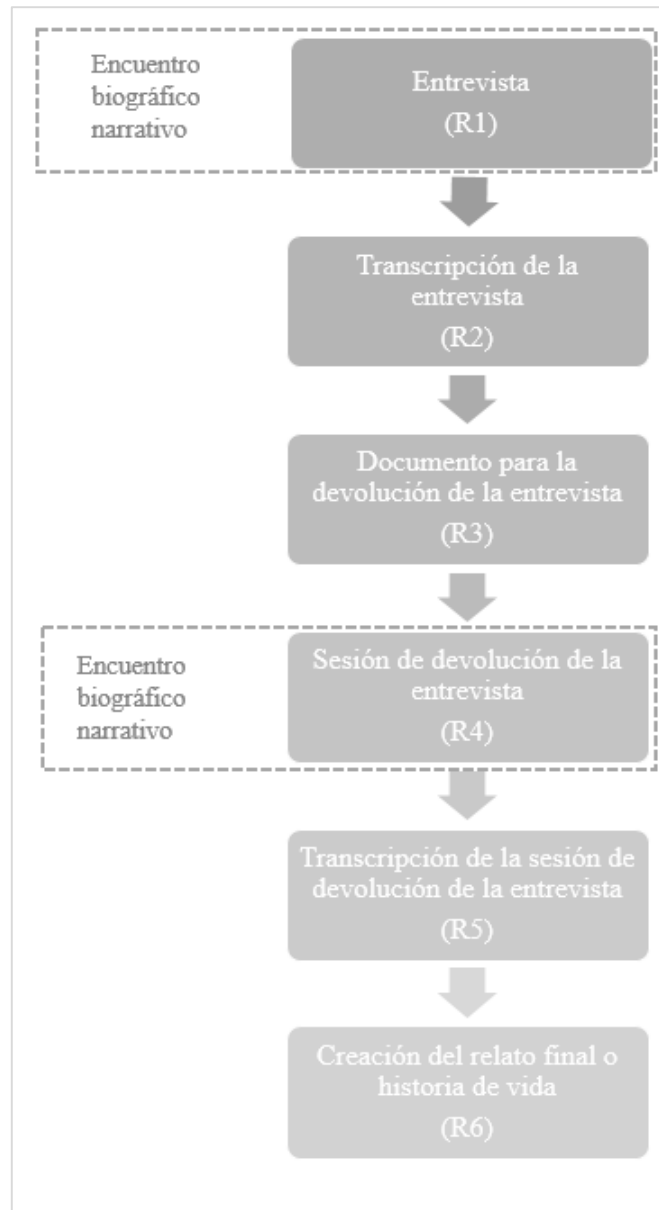 Encuentro
biográfico
narrativo
Entrevista
(R1)
Transcripción de la
entrevista
(R2)
Documento para la
devolución de la entrevista
(R3)
Encuentro
biográfico
narrativo
Sesión de devolución de la
entrevista
(R4)
Transcripción de la sesión de
devolución de la entrevista
(R5)
Creación del relato final o
historia de vida
(R6)